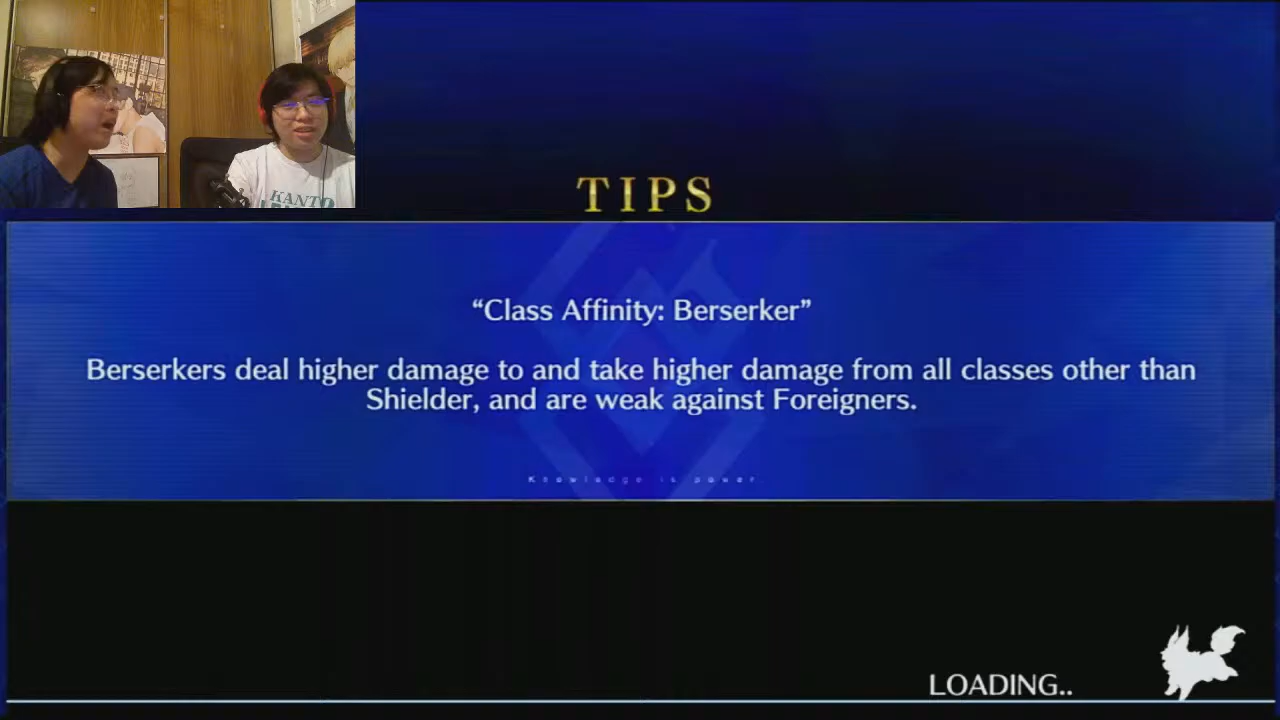 KANTO
TIPS
“Class Affinity: Berserker”
Berserkers deal higher damage to and take higher damage from all classes other than
Shielder, and are weak against Foreigners.
Knowledge is power.
LOADING..